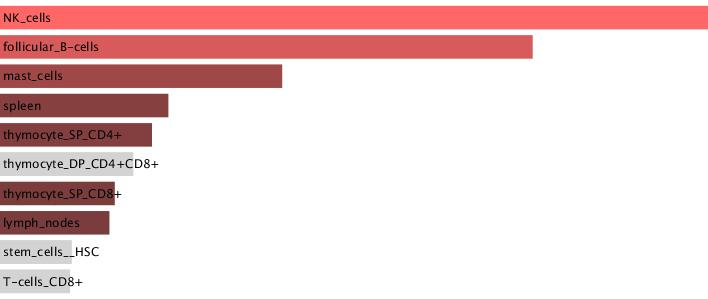 NK_cells
follicular_B-cells
mast_cells
spleen
thymocyte_SP_CD4+
thymocyte_DP_CD4+CD8+
thymocyte_SP_CD8+
lymph_nodes
stem_cells__HSC
T-cells_CD8+